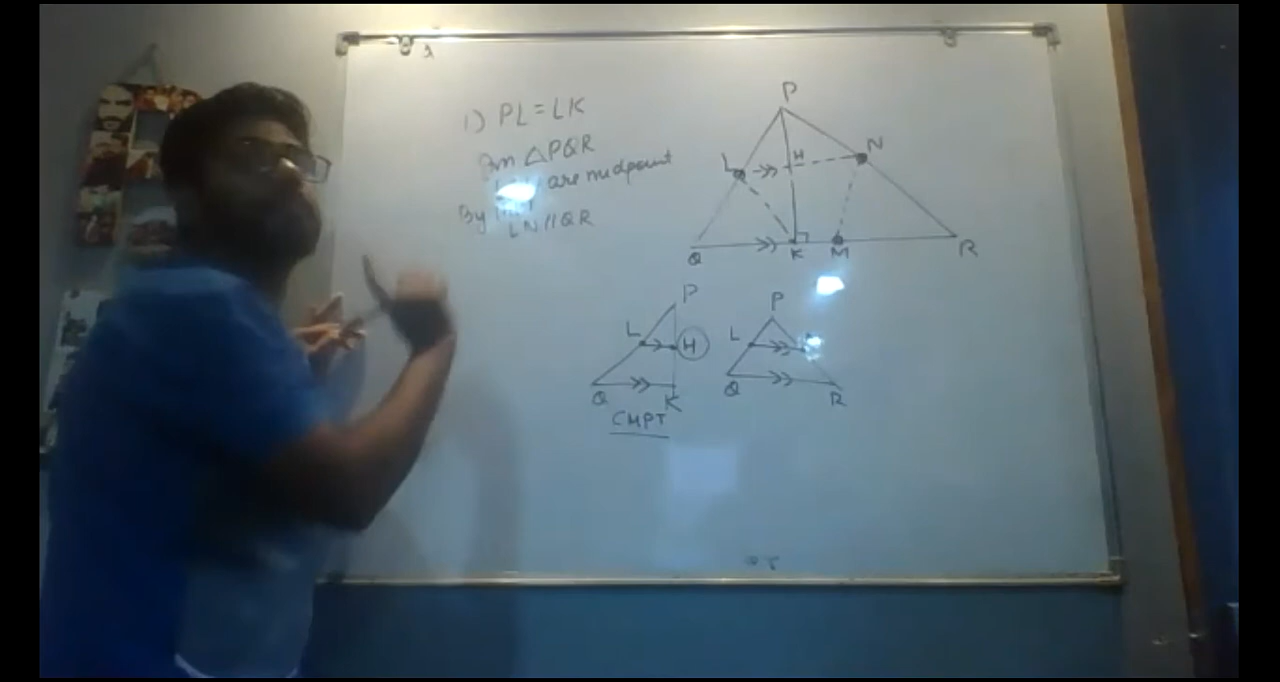 1) PL = LK
In △PQR
are midpoint
By
LN // QR
P
N
H
L
Q
K
M
R
P
L
H
Q
K
CMPT
P
L
Q
R